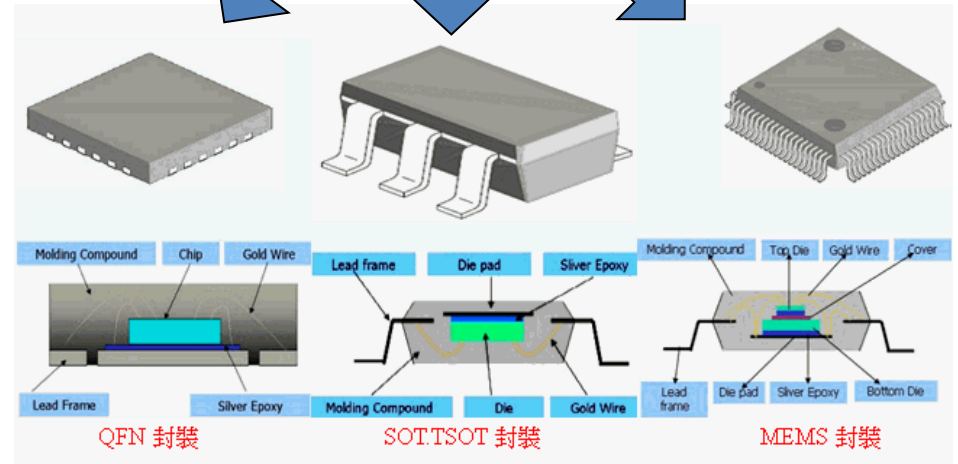 Molding Compound
Chip
Gold Wire
Lead Frame
Silver Epoxy
QFN 封裝
Lead frame
Die pad
Sliver Epoxy
Molding Compound
Die
Gold Wire
SOT.TSOT 封裝
Molding Compound
Top Die
Gold Wire
Cover
Lead
frame
Die pad
Sliver Epoxy
Bottom Die
MEMS 封裝